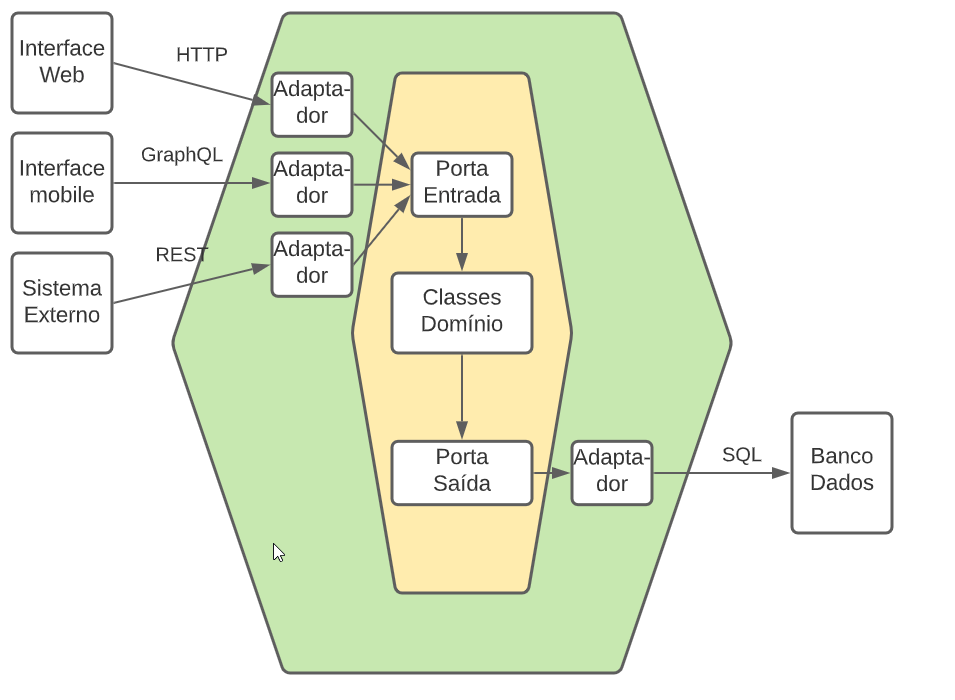 Interface
Web
HTTP
Adapta-
dor
Interface
mobile
GraphQL
Adapta-
dor
Porta
Entrada
Sistema
Externo
REST
Adapta-
dor
Classes
Domínio
Porta
Saída
Adapta-
dor
SQL
Banco
Dados